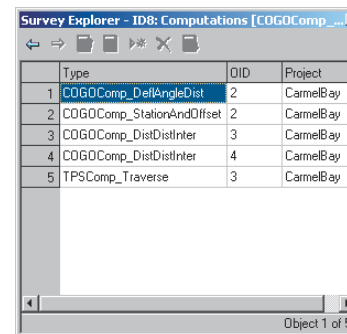 Survey Explorer - ID8: Computations [COGOComp_...
Type OID Project
1 COGOComp_DeflAngleDist 2 CarmelBay
2 COGOComp_StationAndOffset 2 CarmelBay
3 COGOComp_DistDistInter 3 CarmelBay
4 COGOComp_DistDistInter 4 CarmelBay
5 TPSComp_Traverse 3 CarmelBay
Object 1 of 5